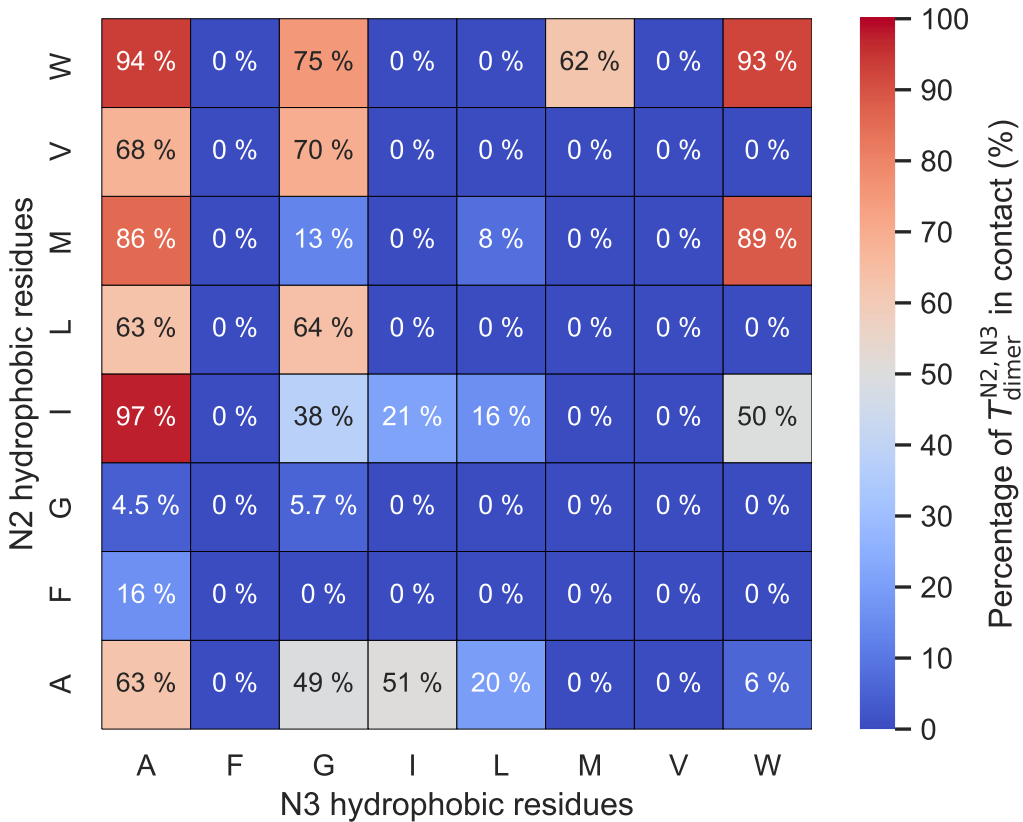 W 94 % 0 % 75 % 0 % 0 % 62 % 0 % 93 %
V 68 % 0 % 70 % 0 % 0 % 0 % 0 % 0 %
M 86 % 0 % 13 % 0 % 8 % 0 % 0 % 89 %
L 63 % 0 % 64 % 0 % 0 % 0 % 0 % 0 %
I 97 % 0 % 38 % 21 % 16 % 0 % 0 % 50 %
G 4.5 % 0 % 5.7 % 0 % 0 % 0 % 0 % 0 %
F 16 % 0 % 0 % 0 % 0 % 0 % 0 % 0 %
A 63 % 0 % 49 % 51 % 20 % 0 % 0 % 6 %
A F G I L M V W
N3 hydrophobic residues
N2 hydrophobic residues
100
90
80
70
60
50
40
30
20
10
0
Percentage of T_dimer^N2, N3 in contact (%)